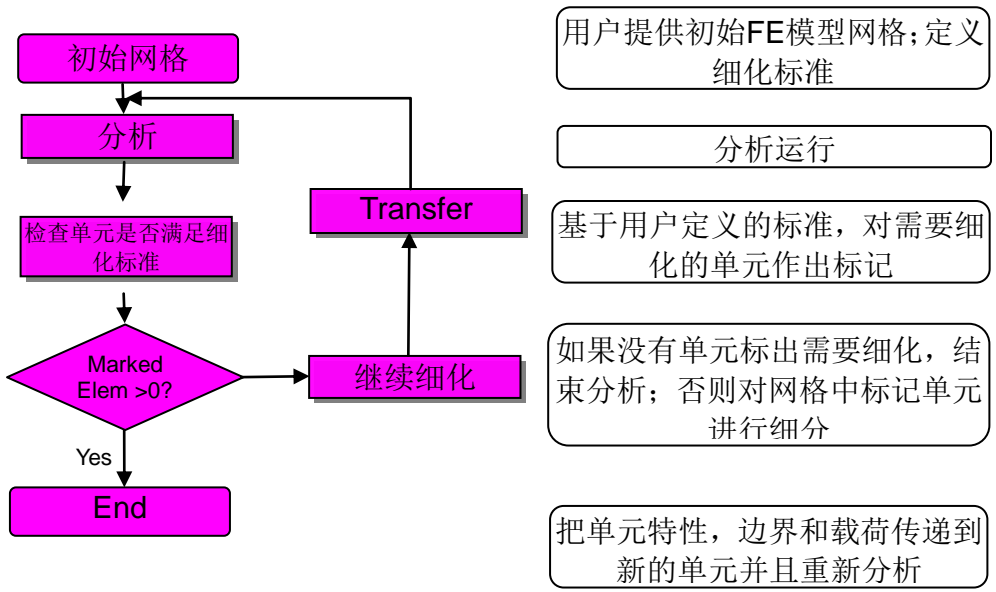 初始网格
分析
检查单元是否满足细
化标准
Marked
Elem >0?
Yes
End
Transfer
继续细化
用户提供初始FE模型网格;定义
细化标准
分析运行
基于用户定义的标准，对需要细
化的单元作出标记
如果没有单元标出需要细化，结
束分析；否则对网格中标记单元
进行细分
把单元特性，边界和载荷传递到
新的单元并且重新分析